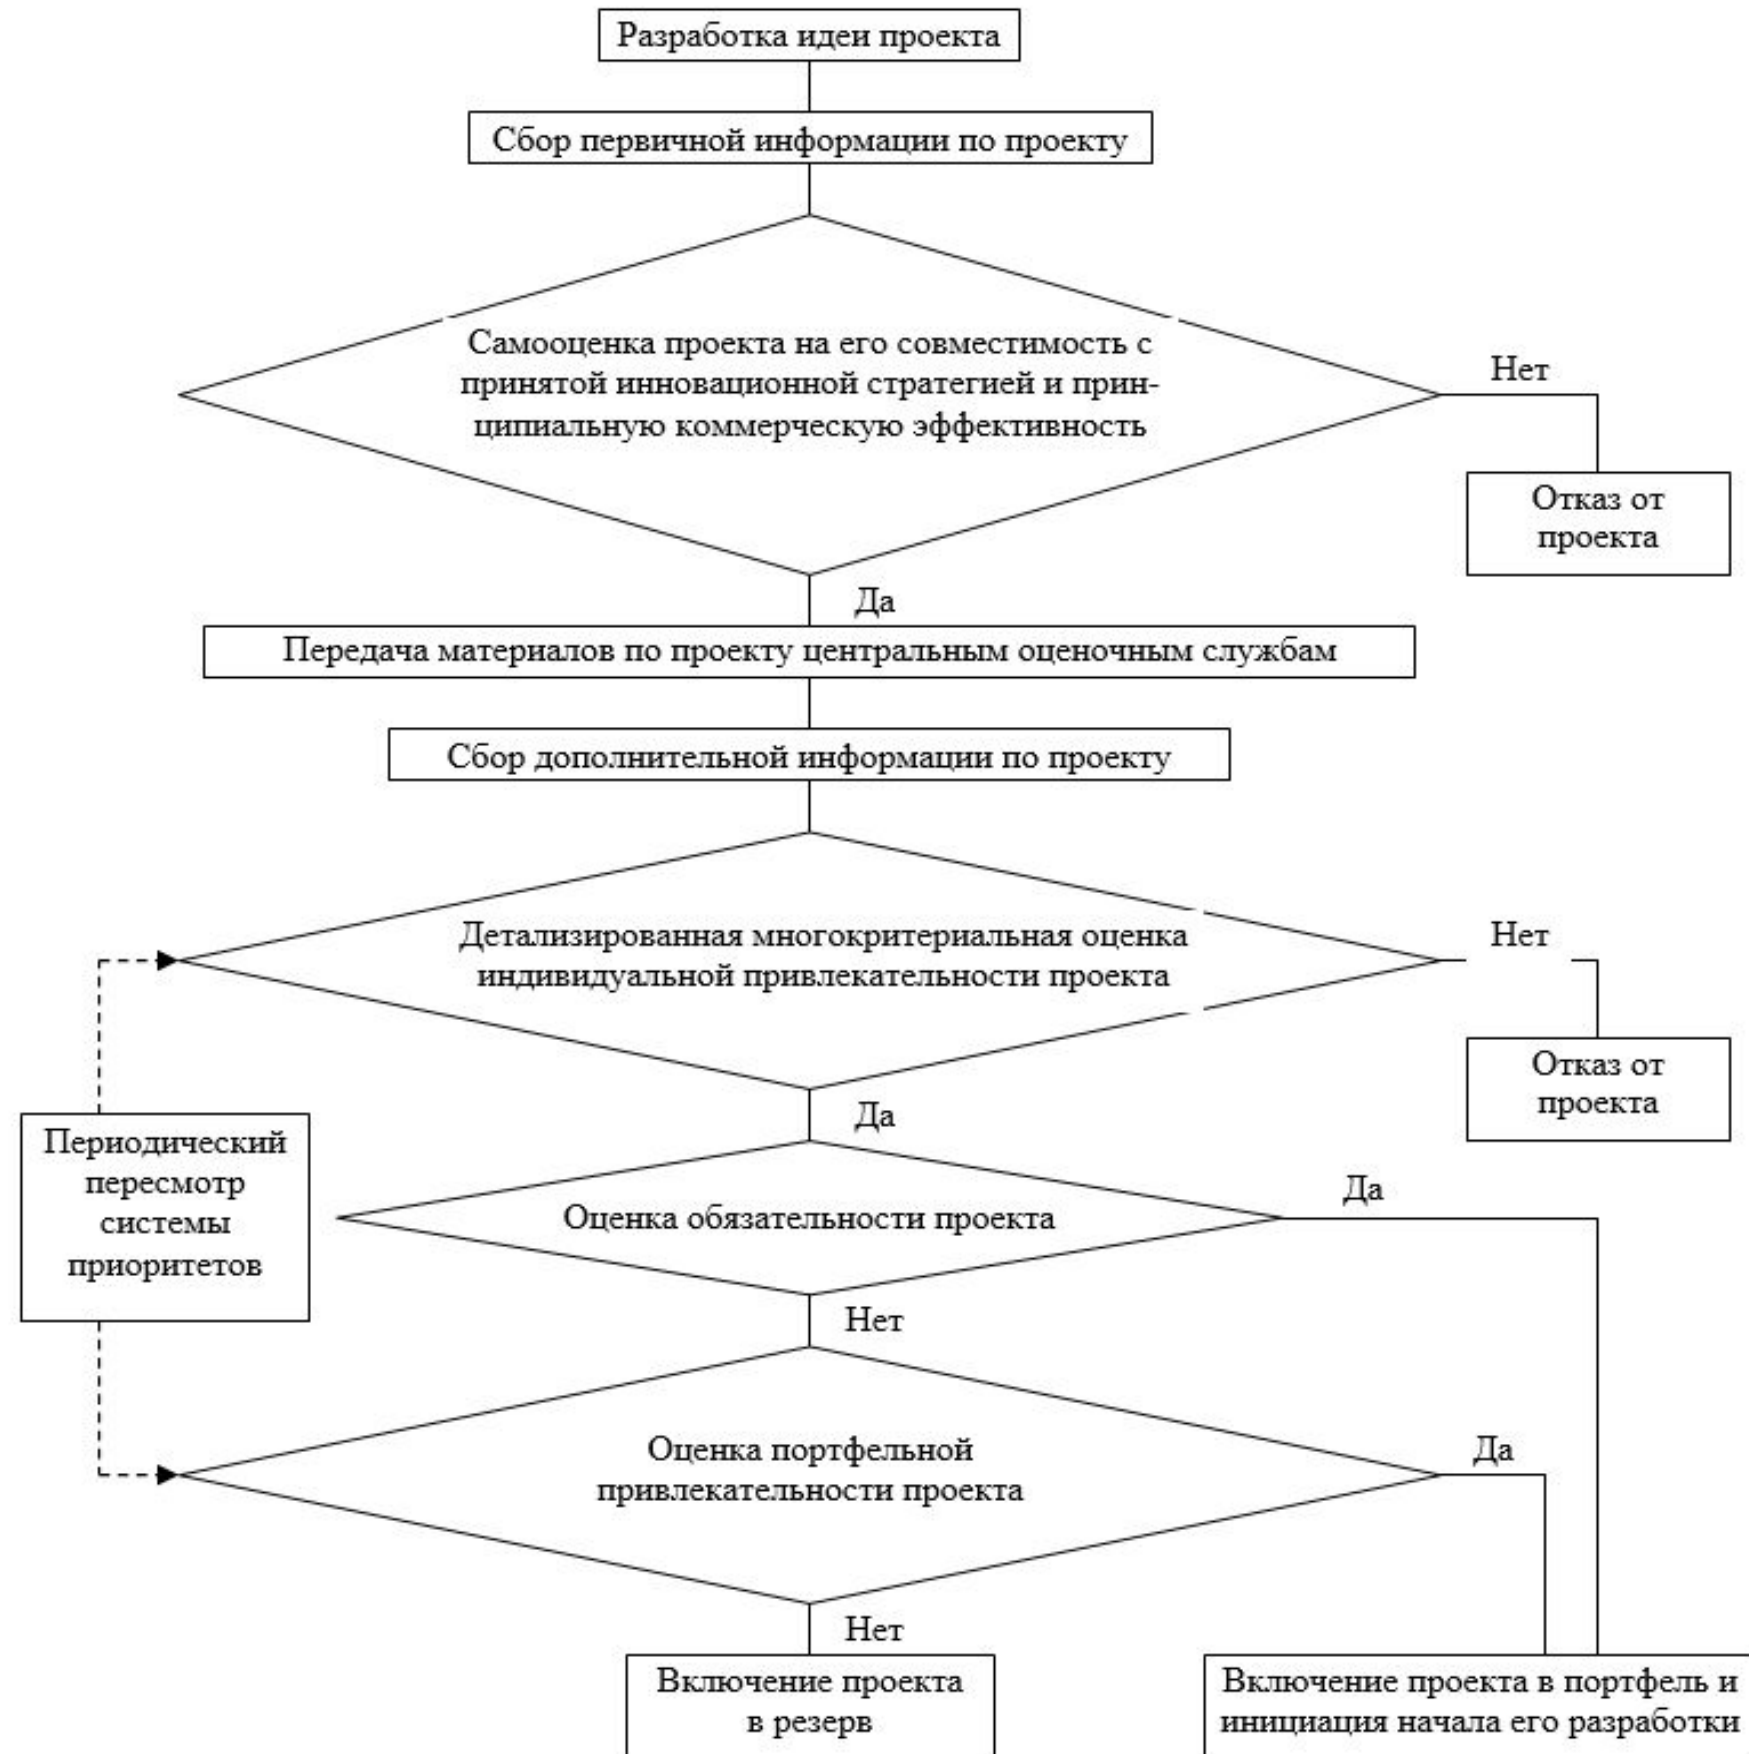 Разработка идеи проекта
Сбор первичной информации по проекту
Самооценка проекта на его совместимость с
принятой инновационной стратегией и прин-
ципиальную коммерческую эффективность
Нет
Отказ от
проекта
Да
Передача материалов по проекту центральным оценочным службам
Сбор дополнительной информации по проекту
Детализированная многокритериальная оценка
индивидуальной привлекательности проекта
Нет
Отказ от
проекта
Да
Периодический
пересмотр
системы
приоритетов
Оценка обязательности проекта
Да
Нет
Оценка портфельной
привлекательности проекта
Да
Нет
Включение проекта
в резерв
Включение проекта в портфель и
инициация начала его разработки